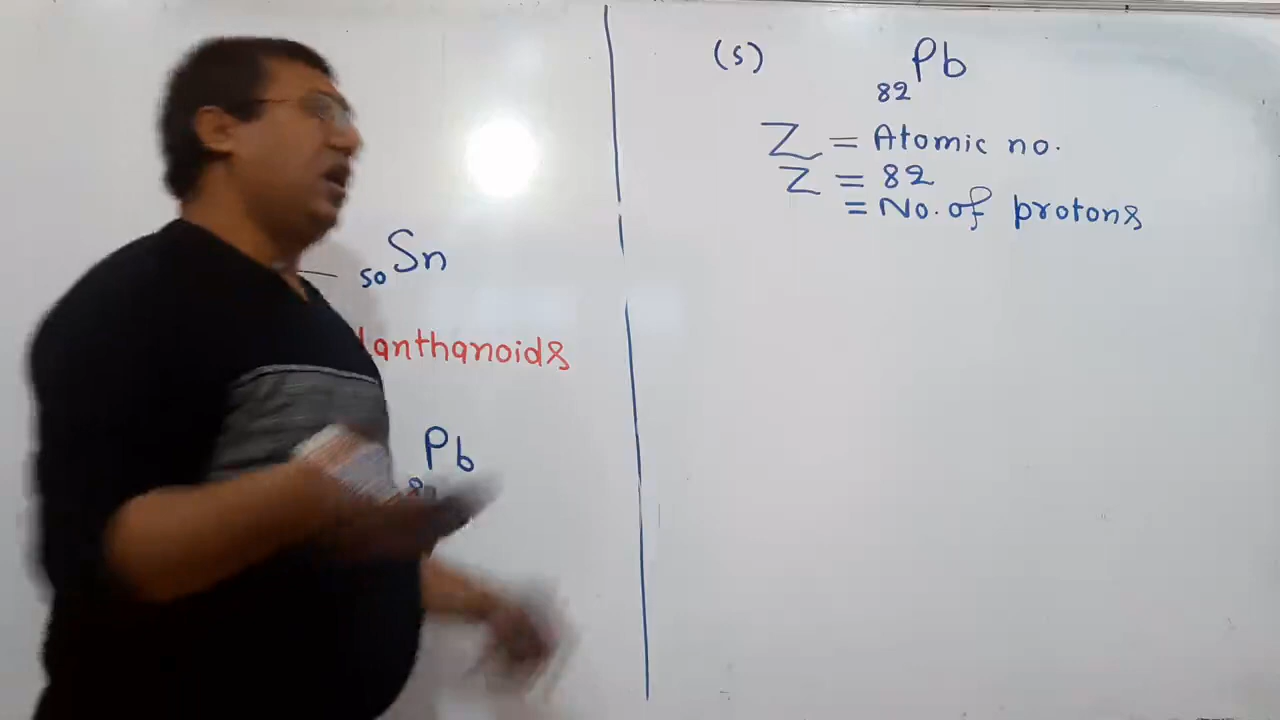 50Sn
lanthanoids
Pb
(5) 82Pb
Z = Atomic no.
Z = 82
= No. of protons